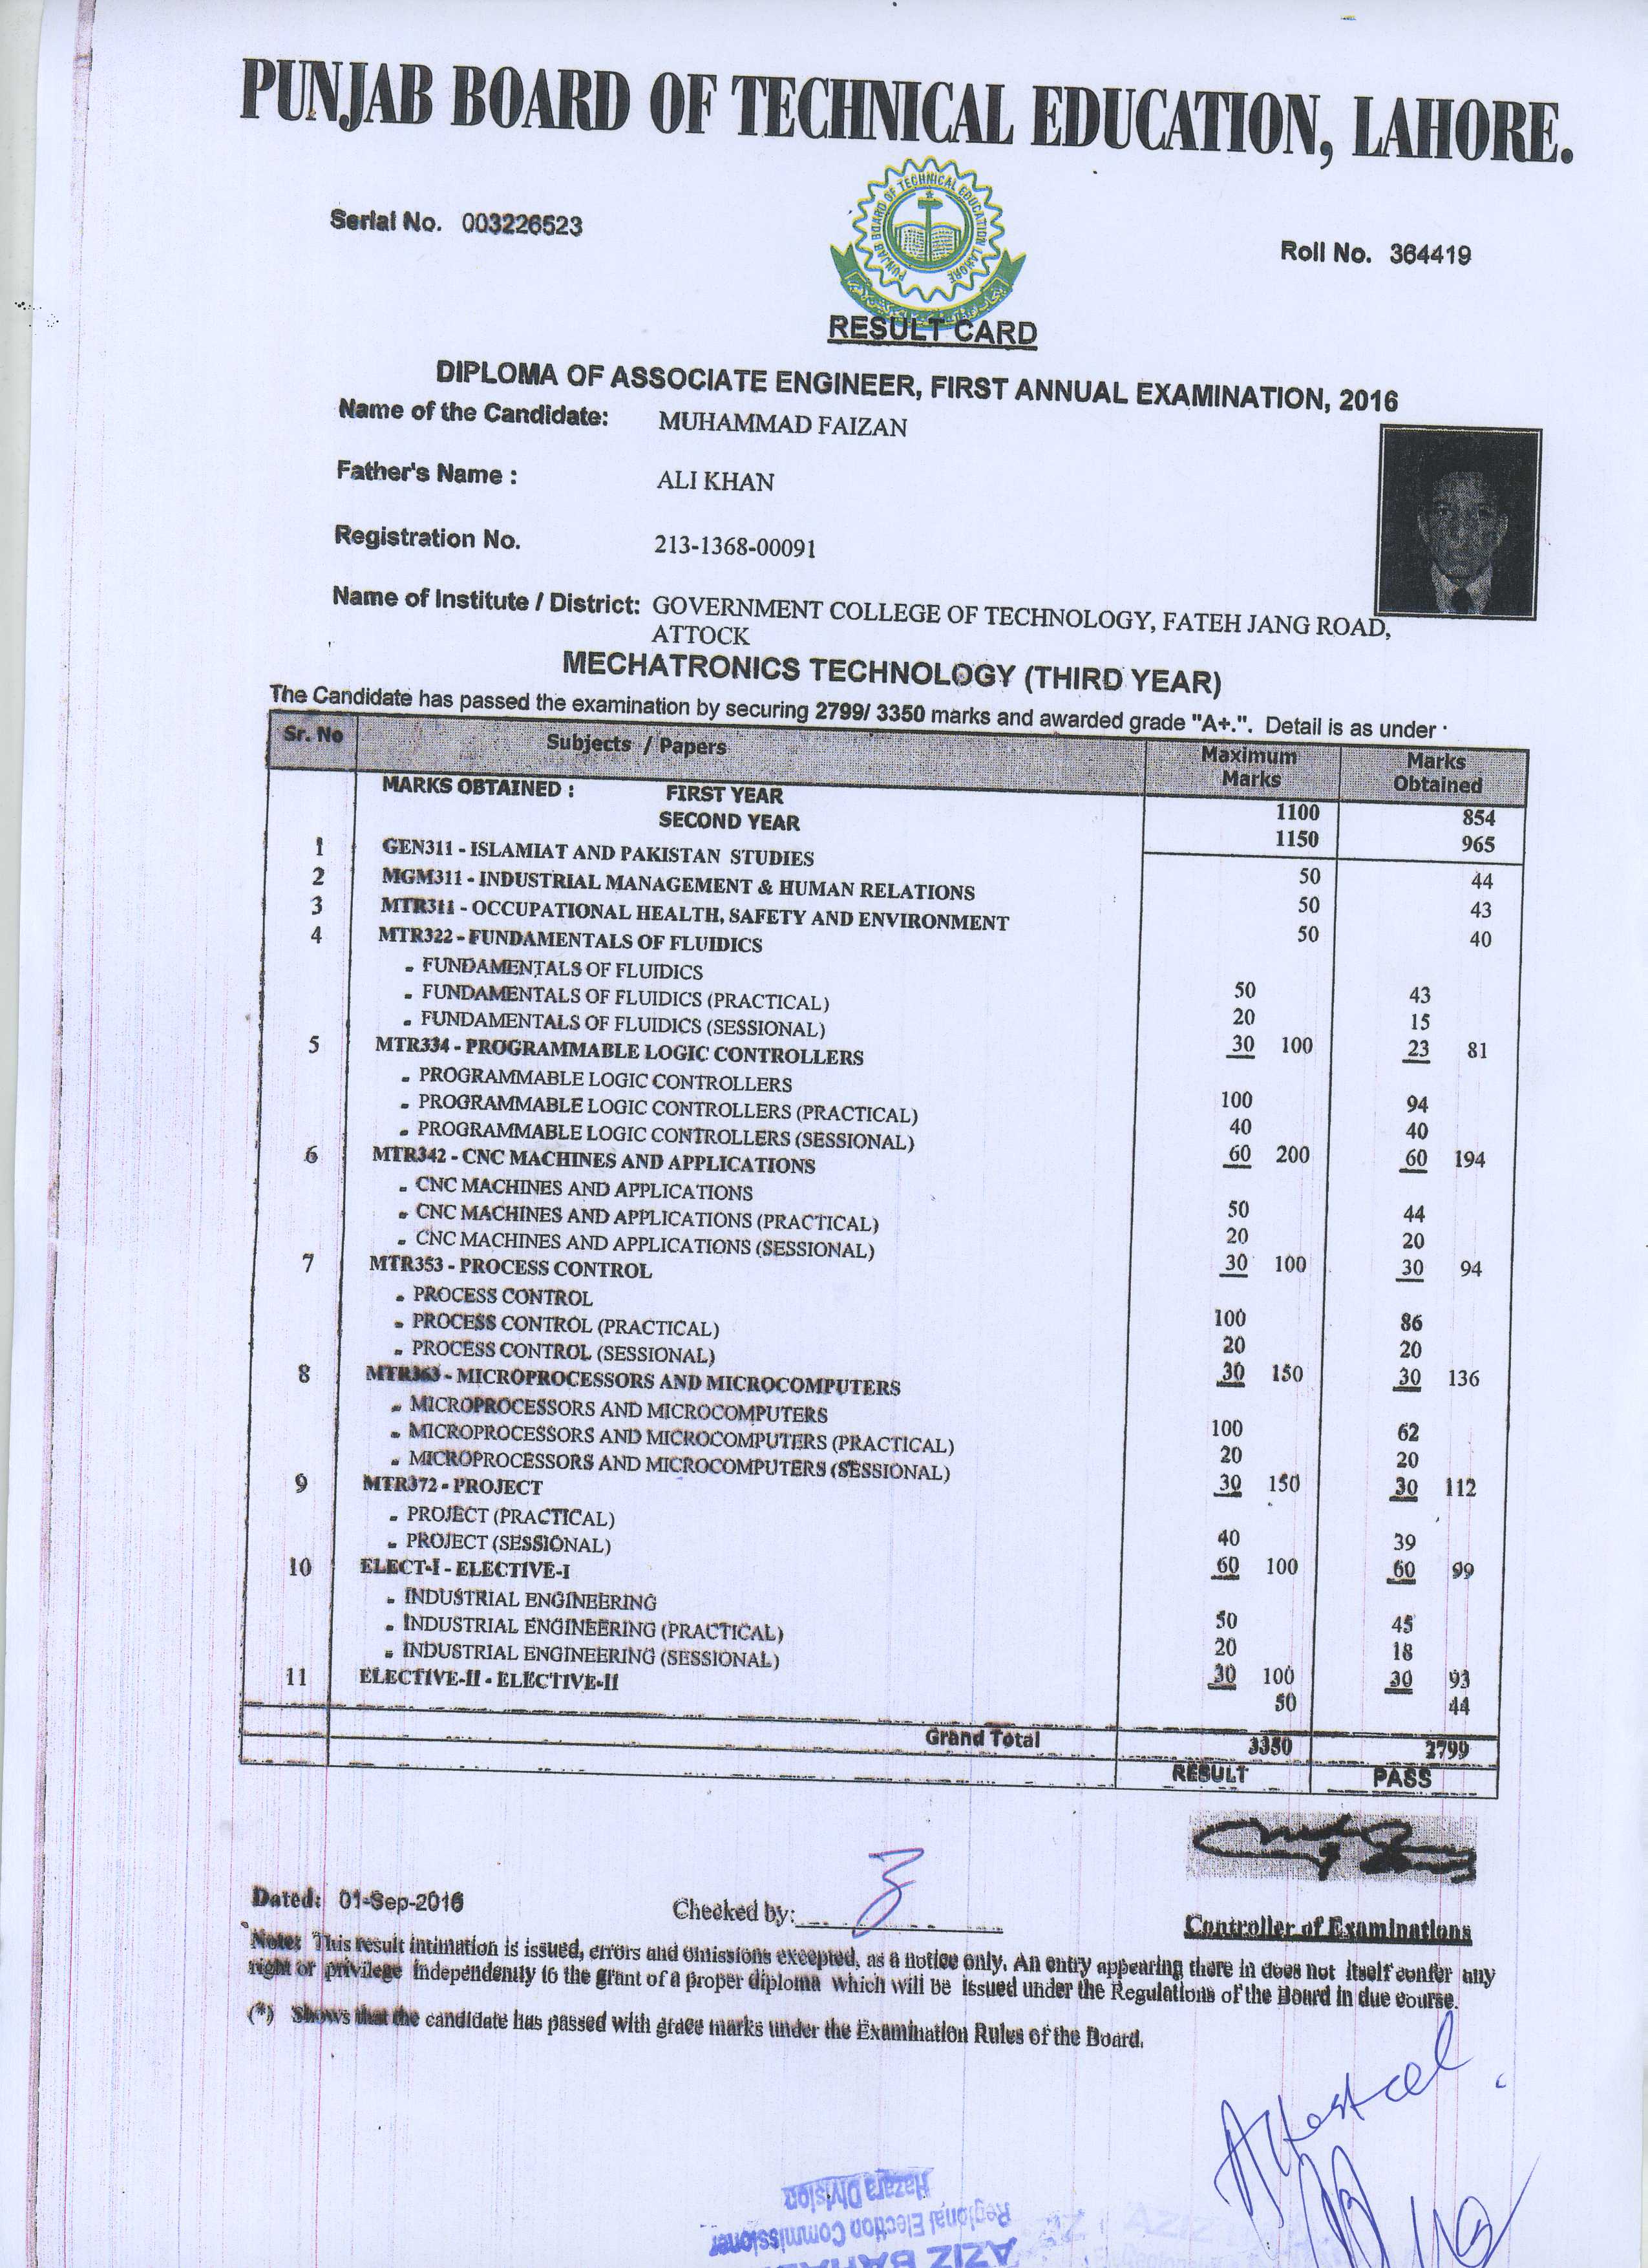 PUNJAB BOARD OF TECHNICAL EDUCATION, LAHORE.
PUNJAB BOARD OF TECHNICAL EDUCATION LAHORE
Serial No. 003226523
Roll No. 364419
RESULT CARD
DIPLOMA OF ASSOCIATE ENGINEER, FIRST ANNUAL EXAMINATION, 2016
Name of the Candidate: MUHAMMAD FAIZAN
Father's Name : ALI KHAN
Registration No. 213-1368-00091
Name of Institute / District: GOVERNMENT COLLEGE OF TECHNOLOGY, FATEH JANG ROAD,
ATTOCK
MECHATRONICS TECHNOLOGY (THIRD YEAR)
The Candidate has passed the examination by securing 2799/ 3350 marks and awarded grade "A+.". Detail is as under
Sr. No Subjects / Papers Maximum Marks Marks Obtained
MARKS OBTAINED : FIRST YEAR 1100 854
SECOND YEAR 1150 965
1 GEN311 - ISLAMIAT AND PAKISTAN STUDIES 50 44
2 MGM311 - INDUSTRIAL MANAGEMENT & HUMAN RELATIONS 50 43
3 MTR311 - OCCUPATIONAL HEALTH, SAFETY AND ENVIRONMENT 50 40
4 MTR322 - FUNDAMENTALS OF FLUIDICS
- FUNDAMENTALS OF FLUIDICS 50 43
- FUNDAMENTALS OF FLUIDICS (PRACTICAL) 20 15
- FUNDAMENTALS OF FLUIDICS (SESSIONAL) 30 100 23 81
5 MTR334 - PROGRAMMABLE LOGIC CONTROLLERS
- PROGRAMMABLE LOGIC CONTROLLERS 100 94
- PROGRAMMABLE LOGIC CONTROLLERS (PRACTICAL) 40 40
- PROGRAMMABLE LOGIC CONTROLLERS (SESSIONAL) 60 200 60 194
6 MTR342 - CNC MACHINES AND APPLICATIONS
- CNC MACHINES AND APPLICATIONS 50 44
- CNC MACHINES AND APPLICATIONS (PRACTICAL) 20 20
- CNC MACHINES AND APPLICATIONS (SESSIONAL) 30 100 30 94
7 MTR353 - PROCESS CONTROL
- PROCESS CONTROL 100 86
- PROCESS CONTROL (PRACTICAL) 20 20
- PROCESS CONTROL (SESSIONAL) 30 150 30 136
8 MTR363 - MICROPROCESSORS AND MICROCOMPUTERS
- MICROPROCESSORS AND MICROCOMPUTERS 100 62
- MICROPROCESSORS AND MICROCOMPUTERS (PRACTICAL) 20 20
- MICROPROCESSORS AND MICROCOMPUTERS (SESSIONAL) 30 150 30 112
9 MTR372 - PROJECT
- PROJECT (PRACTICAL) 40 39
- PROJECT (SESSIONAL) 60 100 60 99
10 ELECT-I - ELECTIVE-I
- INDUSTRIAL ENGINEERING 50 45
- INDUSTRIAL ENGINEERING (PRACTICAL) 20 18
- INDUSTRIAL ENGINEERING (SESSIONAL) 30 100 30 93
11 ELECTIVE-II - ELECTIVE-II 50 44
Grand Total 3350 2799
RESULT PASS
Dated: 01-Sep-2016
Checked by:
Controller of Examinations
Note: This result intimation is issued, errors and omissions excepted, as a notice only. An entry appearing there in does not itself confer any
right or privilege independently to the grant of a proper diploma which will be issued under the Regulations of the Board in due course.
(*) Shows that the candidate has passed with grace marks under the Examination Rules of the Board.
Attested
Hazara Division
Regional Election Commissioner
AZIZ